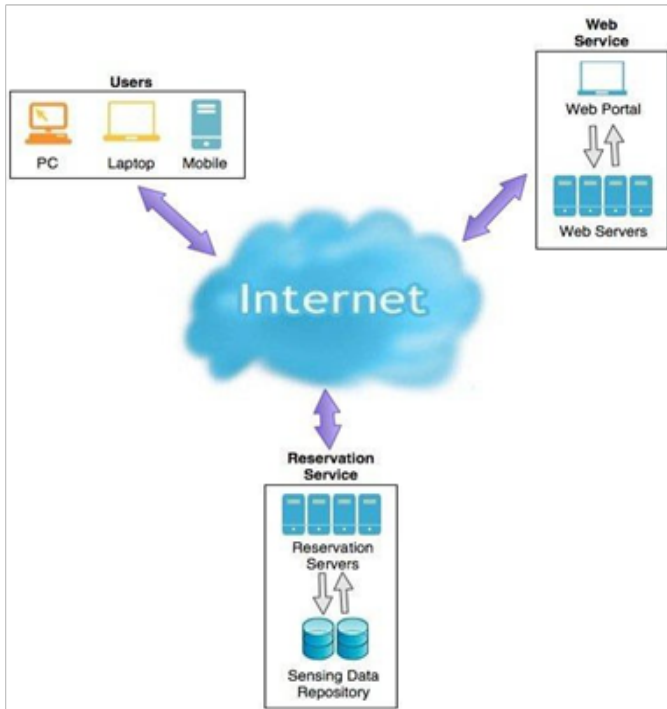 Users
PC
Laptop
Mobile
Web
Service
Web Portal
Web Servers
Internet
Reservation
Service
Reservation
Servers
Sensing Data
Repository